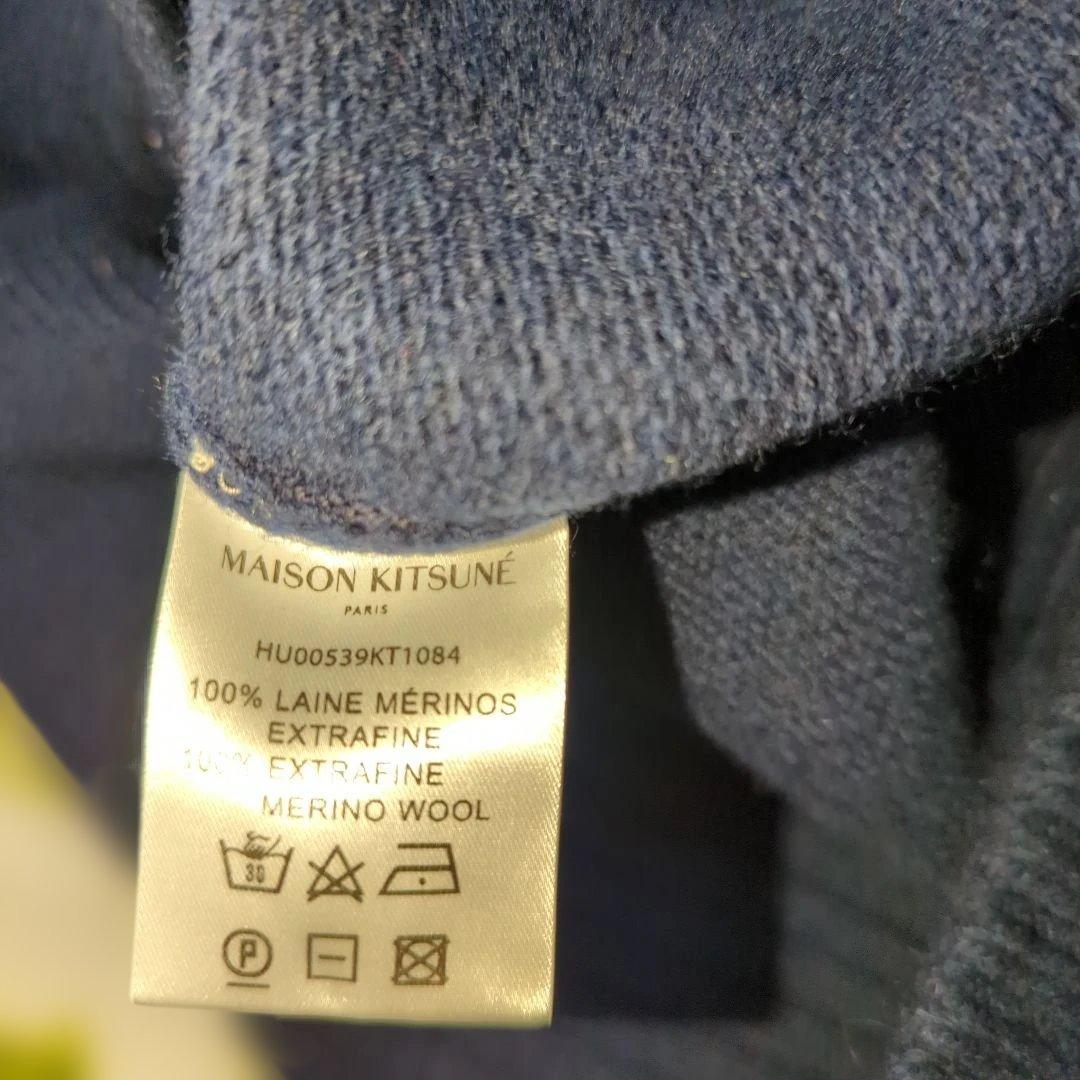 MAISON KITSUNÉ
PARIS
HU00539KT1084
100% LAINE MÉRINOS
EXTRAFINE
100% EXTRAFINE
MERINO WOOL
30
P